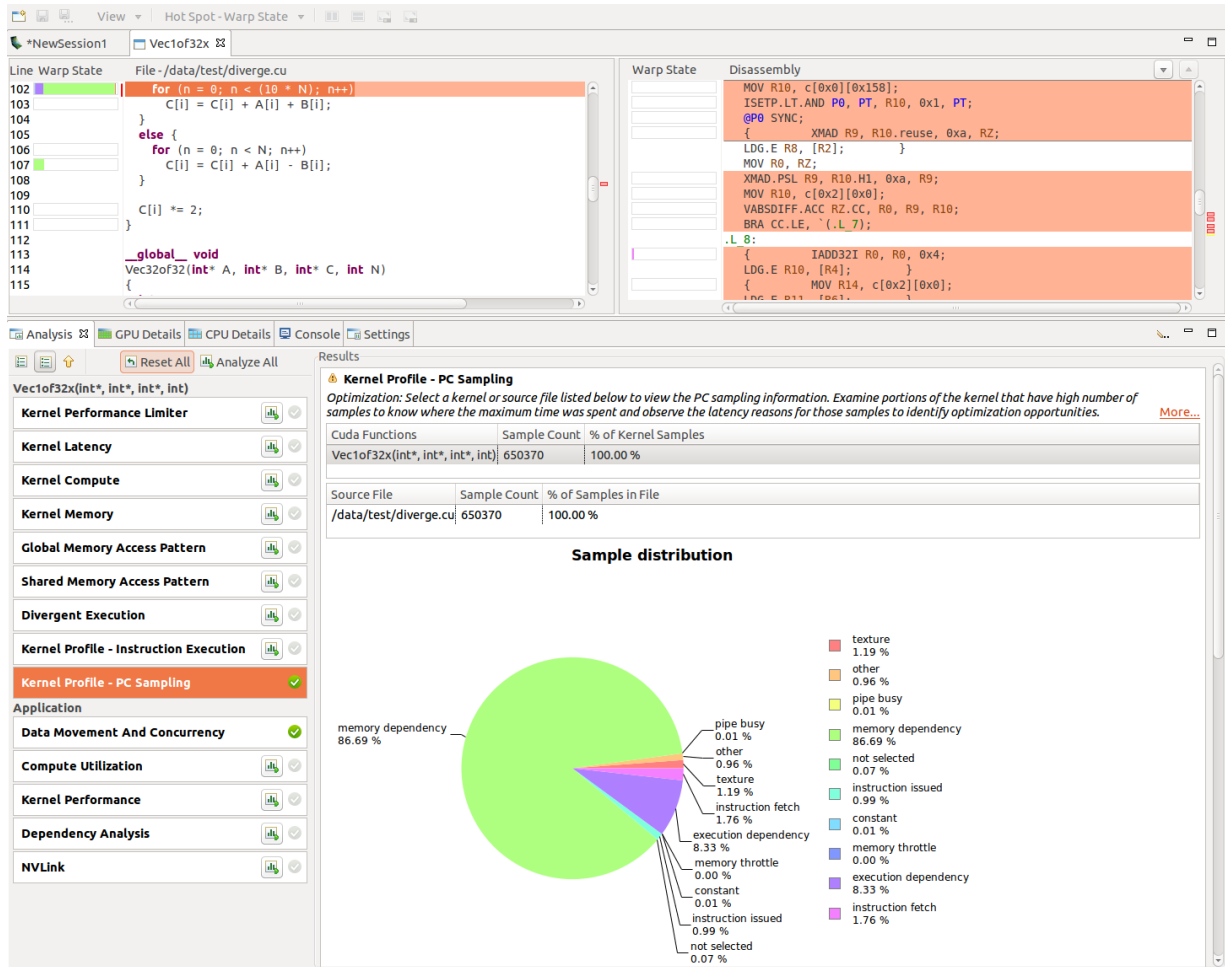 View Hot Spot - Warp State
*NewSession1 Vec1of32x
Line Warp State File - /data/test/diverge.cu
102 for (n = 0; n < (10 * N); n++)
103 C[i] = C[i] + A[i] + B[i];
104 }
105 else {
106 for (n = 0; n < N; n++)
107 C[i] = C[i] + A[i] - B[i];
108 }
109
110 C[i] *= 2;
111 }
112
113 __global__ void
114 Vec32of32(int* A, int* B, int* C, int N)
115 {
Warp State Disassembly
MOV R10, c[0x0][0x158];
ISETP.LT.AND P0, PT, R10, 0x1, PT;
@P0 SYNC;
{ XMAD R9, R10.reuse, 0xa, RZ;
LDG.E R8, [R2]; }
MOV R0, RZ;
XMAD.PSL R9, R10.H1, 0xa, R9;
MOV R10, c[0x2][0x0];
VABSDIFF.ACC RZ.CC, R0, R9, R10;
BRA CC.LE, `(.L_7);
.L_8:
{ IADD32I R0, R0, 0x4;
LDG.E R10, [R4]; }
{ MOV R14, c[0x2][0x0];
LDG.E R11, [R6]; }
Analysis GPU Details CPU Details Console Settings
Reset All Analyze All
Vec1of32x(int*, int*, int*, int)
Kernel Performance Limiter
Kernel Latency
Kernel Compute
Kernel Memory
Global Memory Access Pattern
Shared Memory Access Pattern
Divergent Execution
Kernel Profile - Instruction Execution
Kernel Profile - PC Sampling
Application
Data Movement And Concurrency
Compute Utilization
Kernel Performance
Dependency Analysis
NVLink
Results
Kernel Profile - PC Sampling
Optimization: Select a kernel or source file listed below to view the PC sampling information. Examine portions of the kernel that have high number of
samples to know where the maximum time was spent and observe the latency reasons for those samples to identify optimization opportunities. More...
Cuda Functions Sample Count % of Kernel Samples
Vec1of32x(int*, int*, int*, int) 650370 100.00 %
Source File Sample Count % of Samples in File
/data/test/diverge.cu 650370 100.00 %
Sample distribution
memory dependency
86.69 %
pipe busy
0.01 %
other
0.96 %
texture
1.19 %
instruction fetch
1.76 %
execution dependency
8.33 %
memory throttle
0.00 %
constant
0.01 %
instruction issued
0.99 %
not selected
0.07 %
texture
1.19 %
other
0.96 %
pipe busy
0.01 %
memory dependency
86.69 %
not selected
0.07 %
instruction issued
0.99 %
constant
0.01 %
memory throttle
0.00 %
execution dependency
8.33 %
instruction fetch
1.76 %